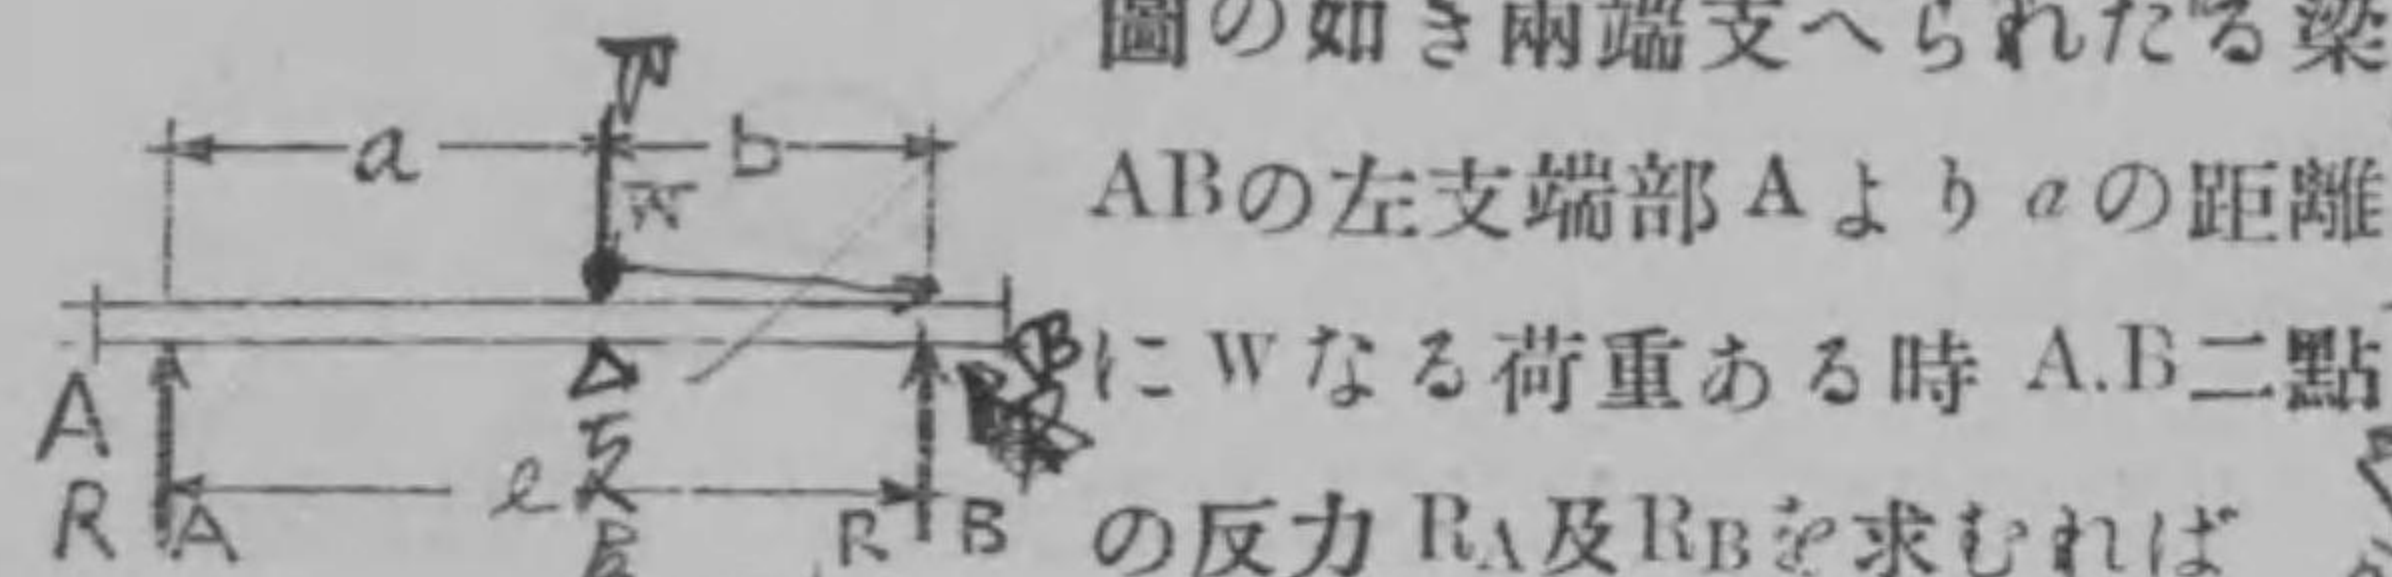 圖の如き兩端支へられたる梁
ABの左支端部Aよりaの距離
にWなる荷重ある時 A.B二點
の反力 RA及RBを求むれば
a
b
W
A
B
RA
l
RB